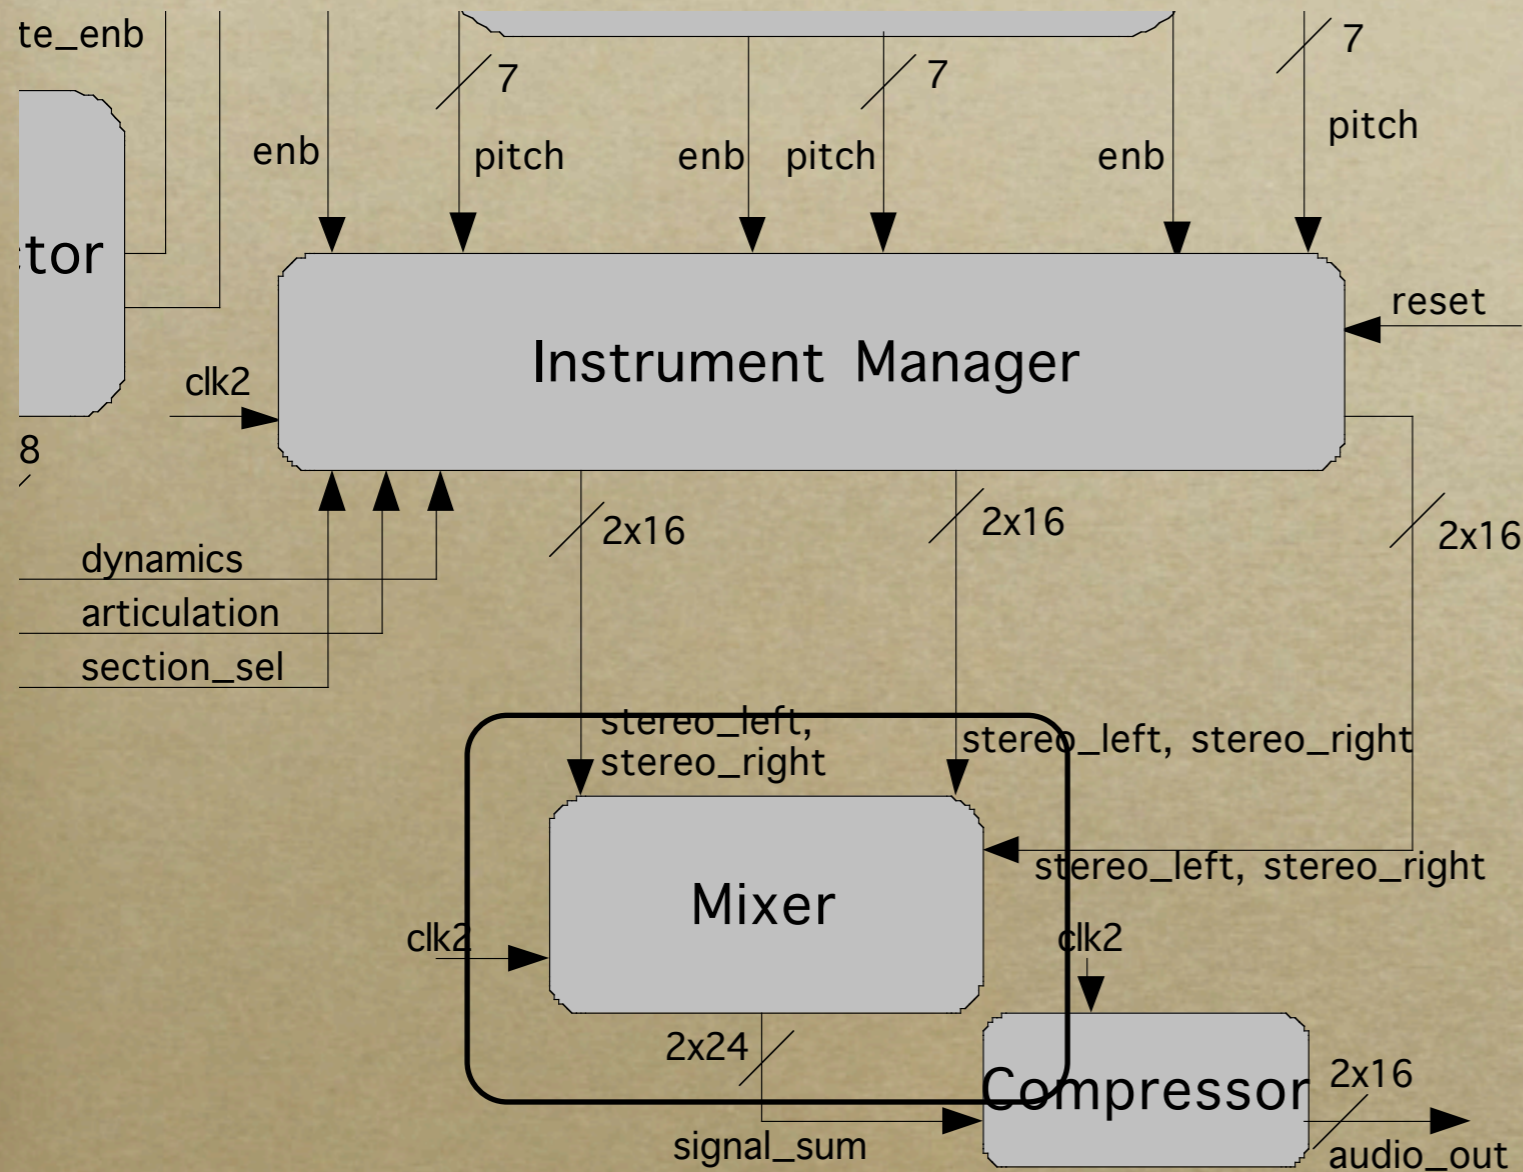 te_enb
7
7
7
pitch
enb
pitch
enb
pitch
enb
tor
reset
Instrument Manager
clk2
8
2x16
2x16
2x16
dynamics
articulation
section_sel
stereo_left,
stereo_right
stereo_left, stereo_right
stereo_left, stereo_right
Mixer
clk2
clk2
2x24
Compressor
2x16
signal_sum
audio_out